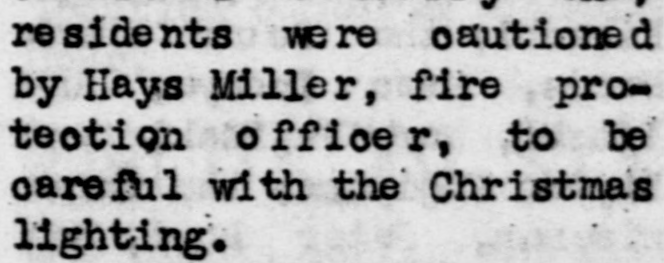 residents were cautioned
by Hays Miller, fire pro-
tection officer, to be
careful with the Christmas
lighting.